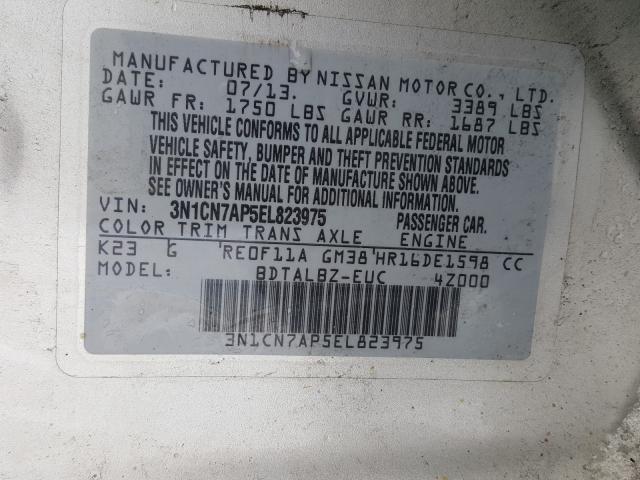 MANUFACTURED BY NISSAN MOTOR CO., LTD.
DATE: 07/13. GVWR: 3389 LBS
GAWR FR: 1750 LBS GAWR RR: 1687 LBS
THIS VEHICLE CONFORMS TO ALL APPLICABLE FEDERAL MOTOR
VEHICLE SAFETY, BUMPER AND THEFT PREVENTION STANDARDS
IN EFFECT ON THE DATE OF MANUFACTURE SHOWN ABOVE.
SEE OWNER'S MANUAL FOR ADDITIONAL INFORMATION.
VIN: 3N1CN7AP5EL823975 PASSENGER CAR.
COLOR TRIM TRANS AXLE ENGINE
K23 G RE0F11A GM38 HR16DE1598 CC
MODEL: BDTALBZ-EUC 4Z000
3N1CN7AP5EL823975